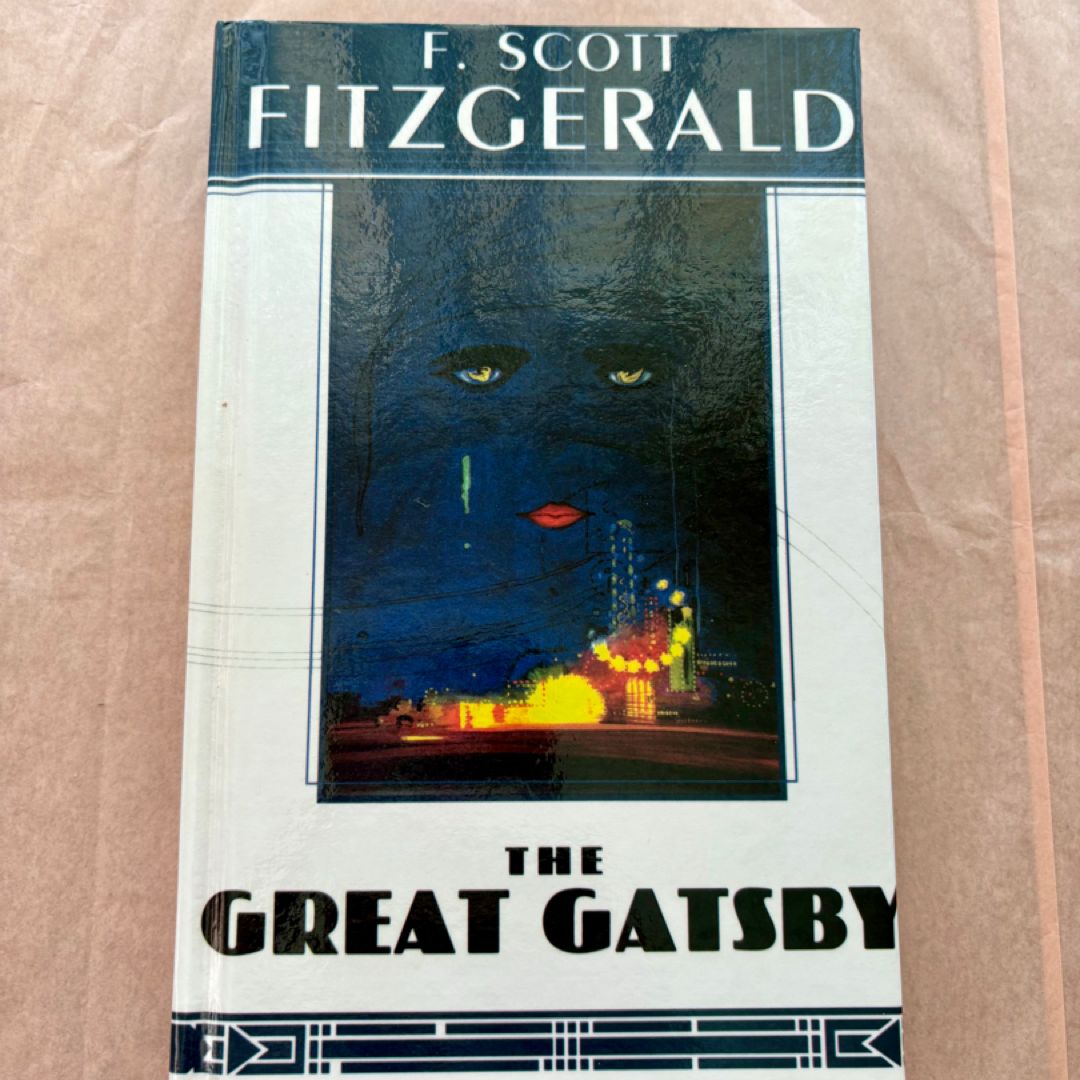 F. SCOTT
FITZGERALD
THE
GREAT GATSBY